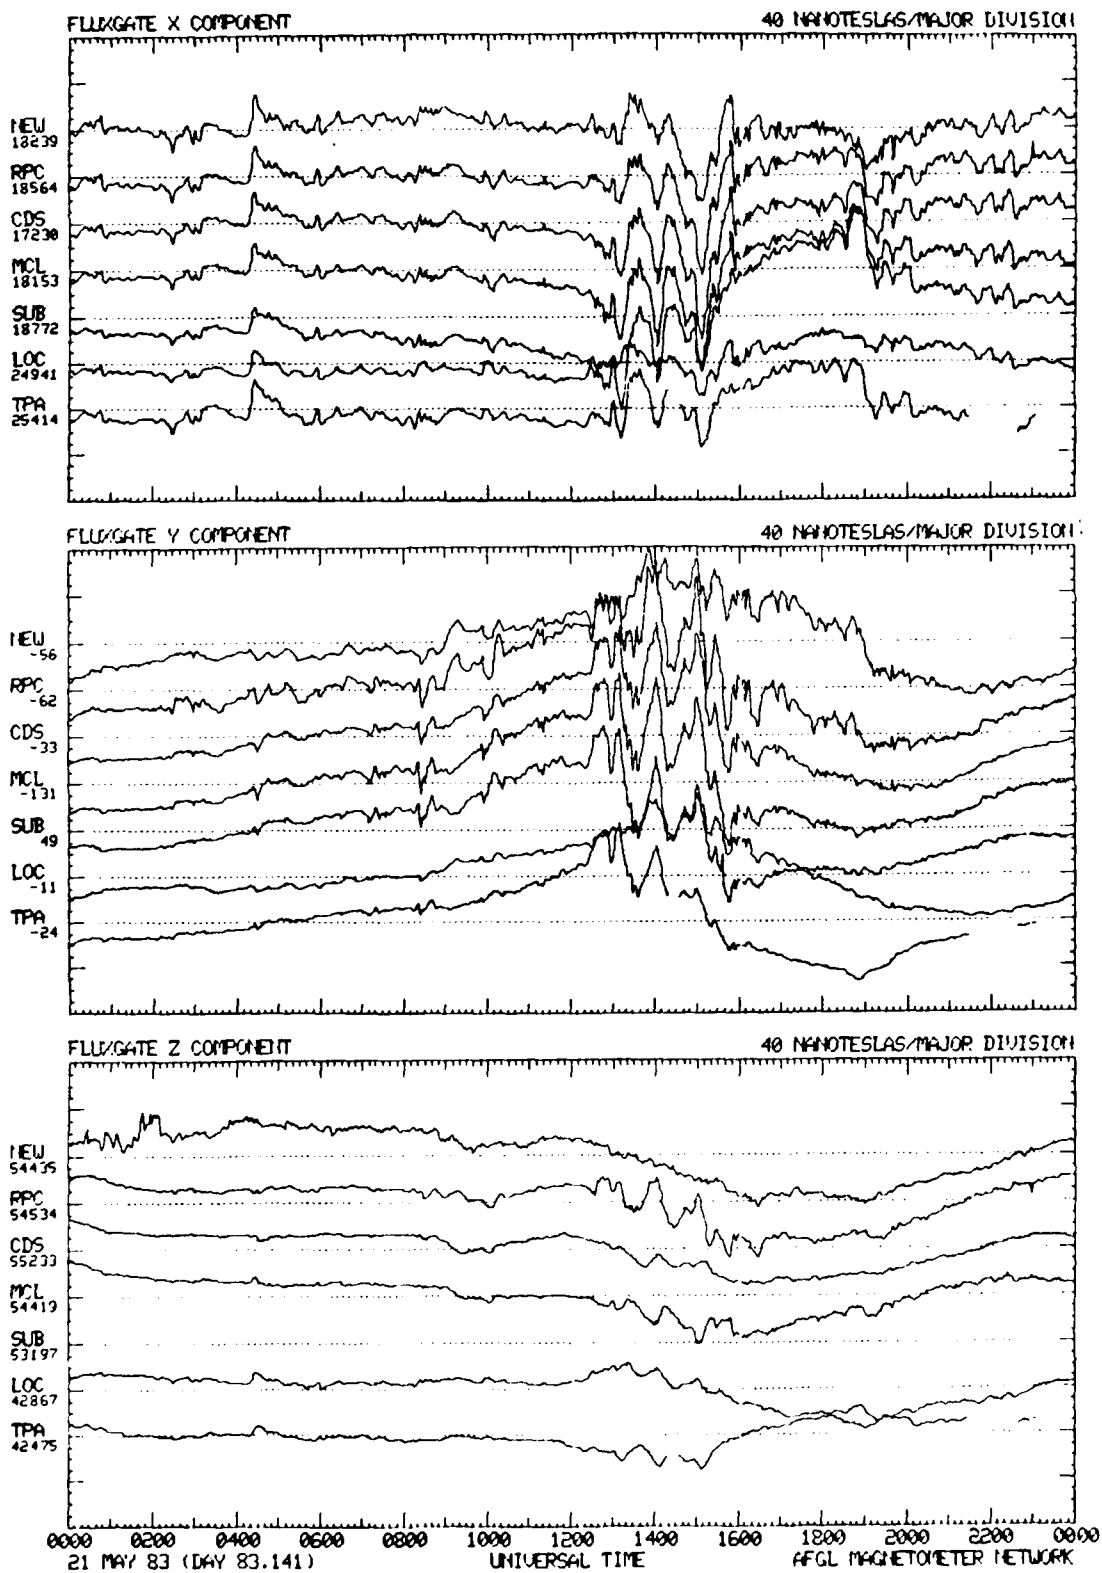 FLUXGATE X COMPONENT 40 NANOTESLAS/MAJOR DIVISION
NEW
18239
RPC
18564
CDS
17230
MCL
18153
SUB
18772
LOC
24941
TPA
25414
FLUXGATE Y COMPONENT 40 NANOTESLAS/MAJOR DIVISION
NEW
-56
RPC
-62
CDS
-33
MCL
-131
SUB
49
LOC
-11
TPA
-24
FLUXGATE Z COMPONENT 40 NANOTESLAS/MAJOR DIVISION
NEW
54435
RPC
54534
CDS
55233
MCL
54419
SUB
53197
LOC
42867
TPA
42475
0000 0200 0400 0600 0800 1000 1200 1400 1600 1800 2000 2200 0000
21 MAY 83 (DAY 83.141) UNIVERSAL TIME AFGL MAGNETOMETER NETWORK